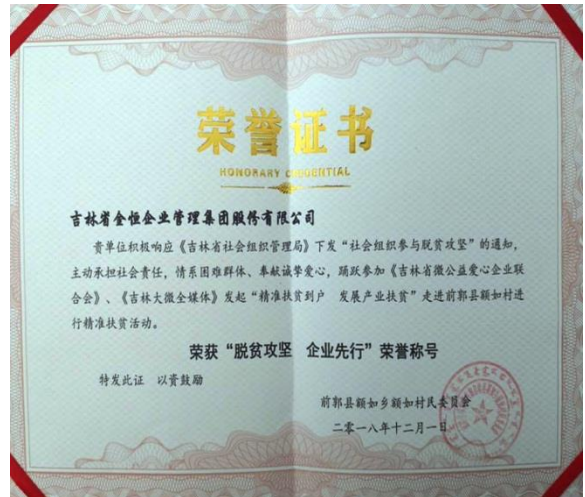 荣誉证书
HONORARY CREDENTIAL
吉林省金恒企业管理集团股份有限公司
贵单位积极响应《吉林省社会组织管理局》下发“社会组织参与脱贫攻坚”的通知，
主动承担社会责任，情系困难群体、奉献诚挚爱心，踊跃参加《吉林省微公益爱心企业联
合会》、《吉林大微全媒体》发起“精准扶贫到户 发展产业扶贫”走进前郭县额如村进
行精准扶贫活动。
荣获“脱贫攻坚 企业先行”荣誉称号
特发此证 以资鼓励
前郭县额如乡额如村民委员会
二零一八年十二月一日